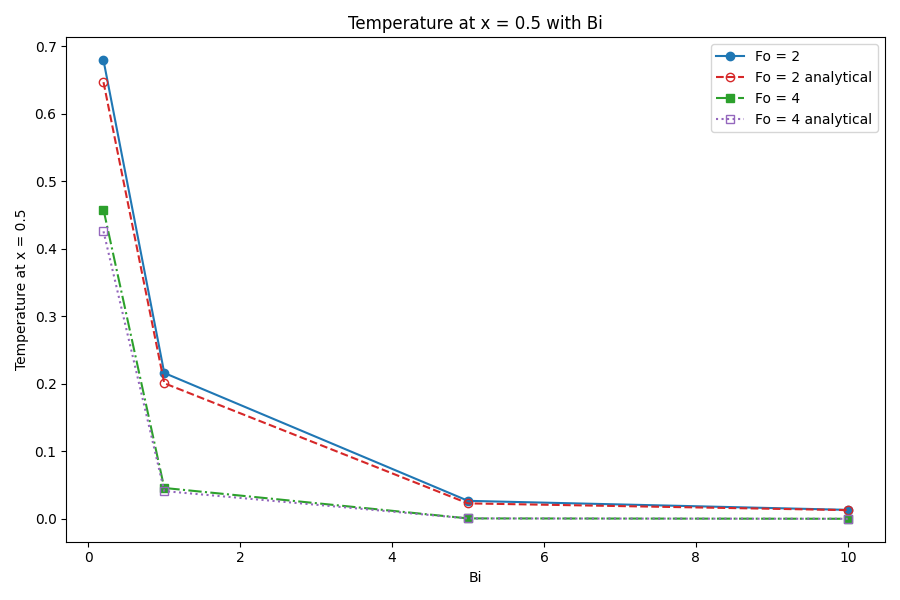 Temperature at x = 0.5 with Bi
Fo = 2
Fo = 2 analytical
Fo = 4
Fo = 4 analytical
Temperature at x = 0.5
0.7
0.6
0.5
0.4
0.3
0.2
0.1
0.0
0 2 4 6 8 10
Bi